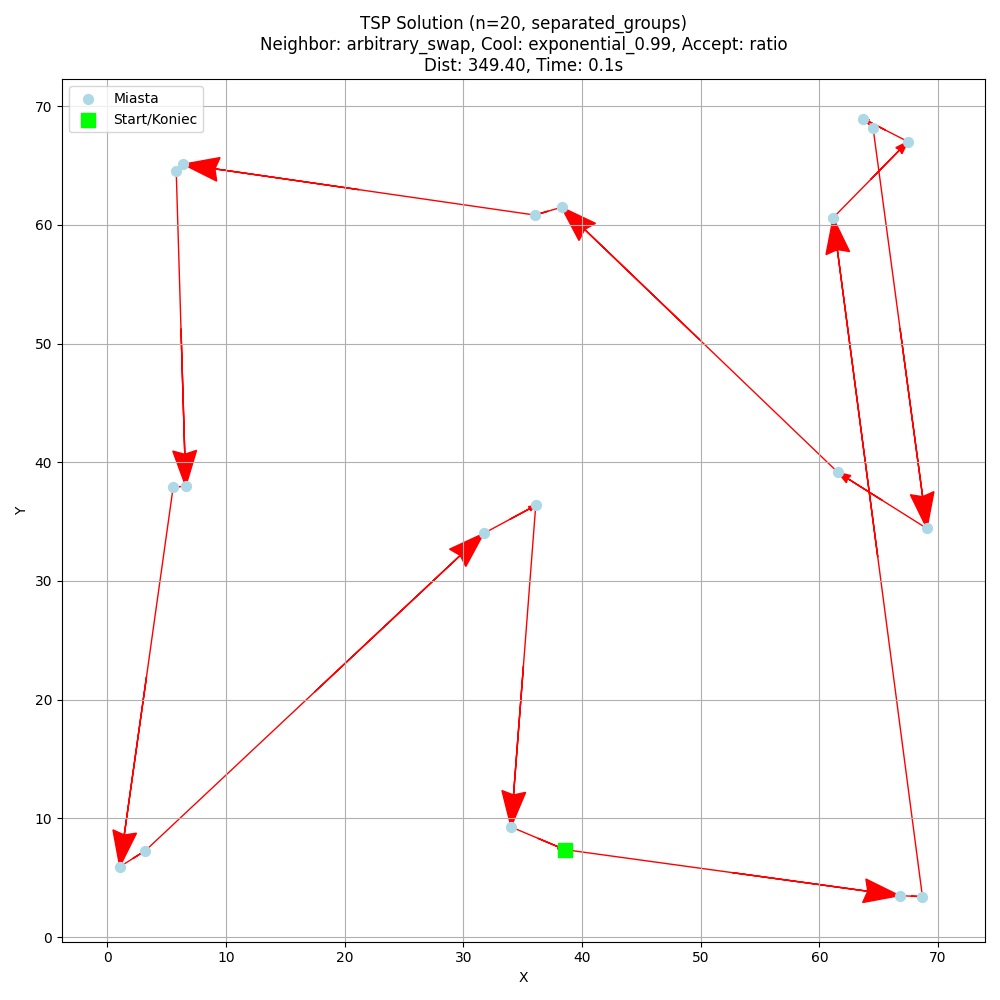 TSP Solution (n=20, separated_groups)
Neighbor: arbitrary_swap, Cool: exponential_0.99, Accept: ratio
Dist: 349.40, Time: 0.1s
Miasta
Start/Koniec
70
60
50
40
30
20
10
0
Y
0 10 20 30 40 50 60 70
X